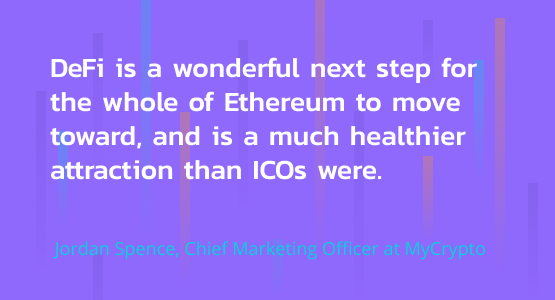 DeFi is a wonderful next step for
the whole of Ethereum to move
toward, and is a much healthier
attraction than ICOs were.
Jordan Spence, Chief Marketing Officer at MyCrypto